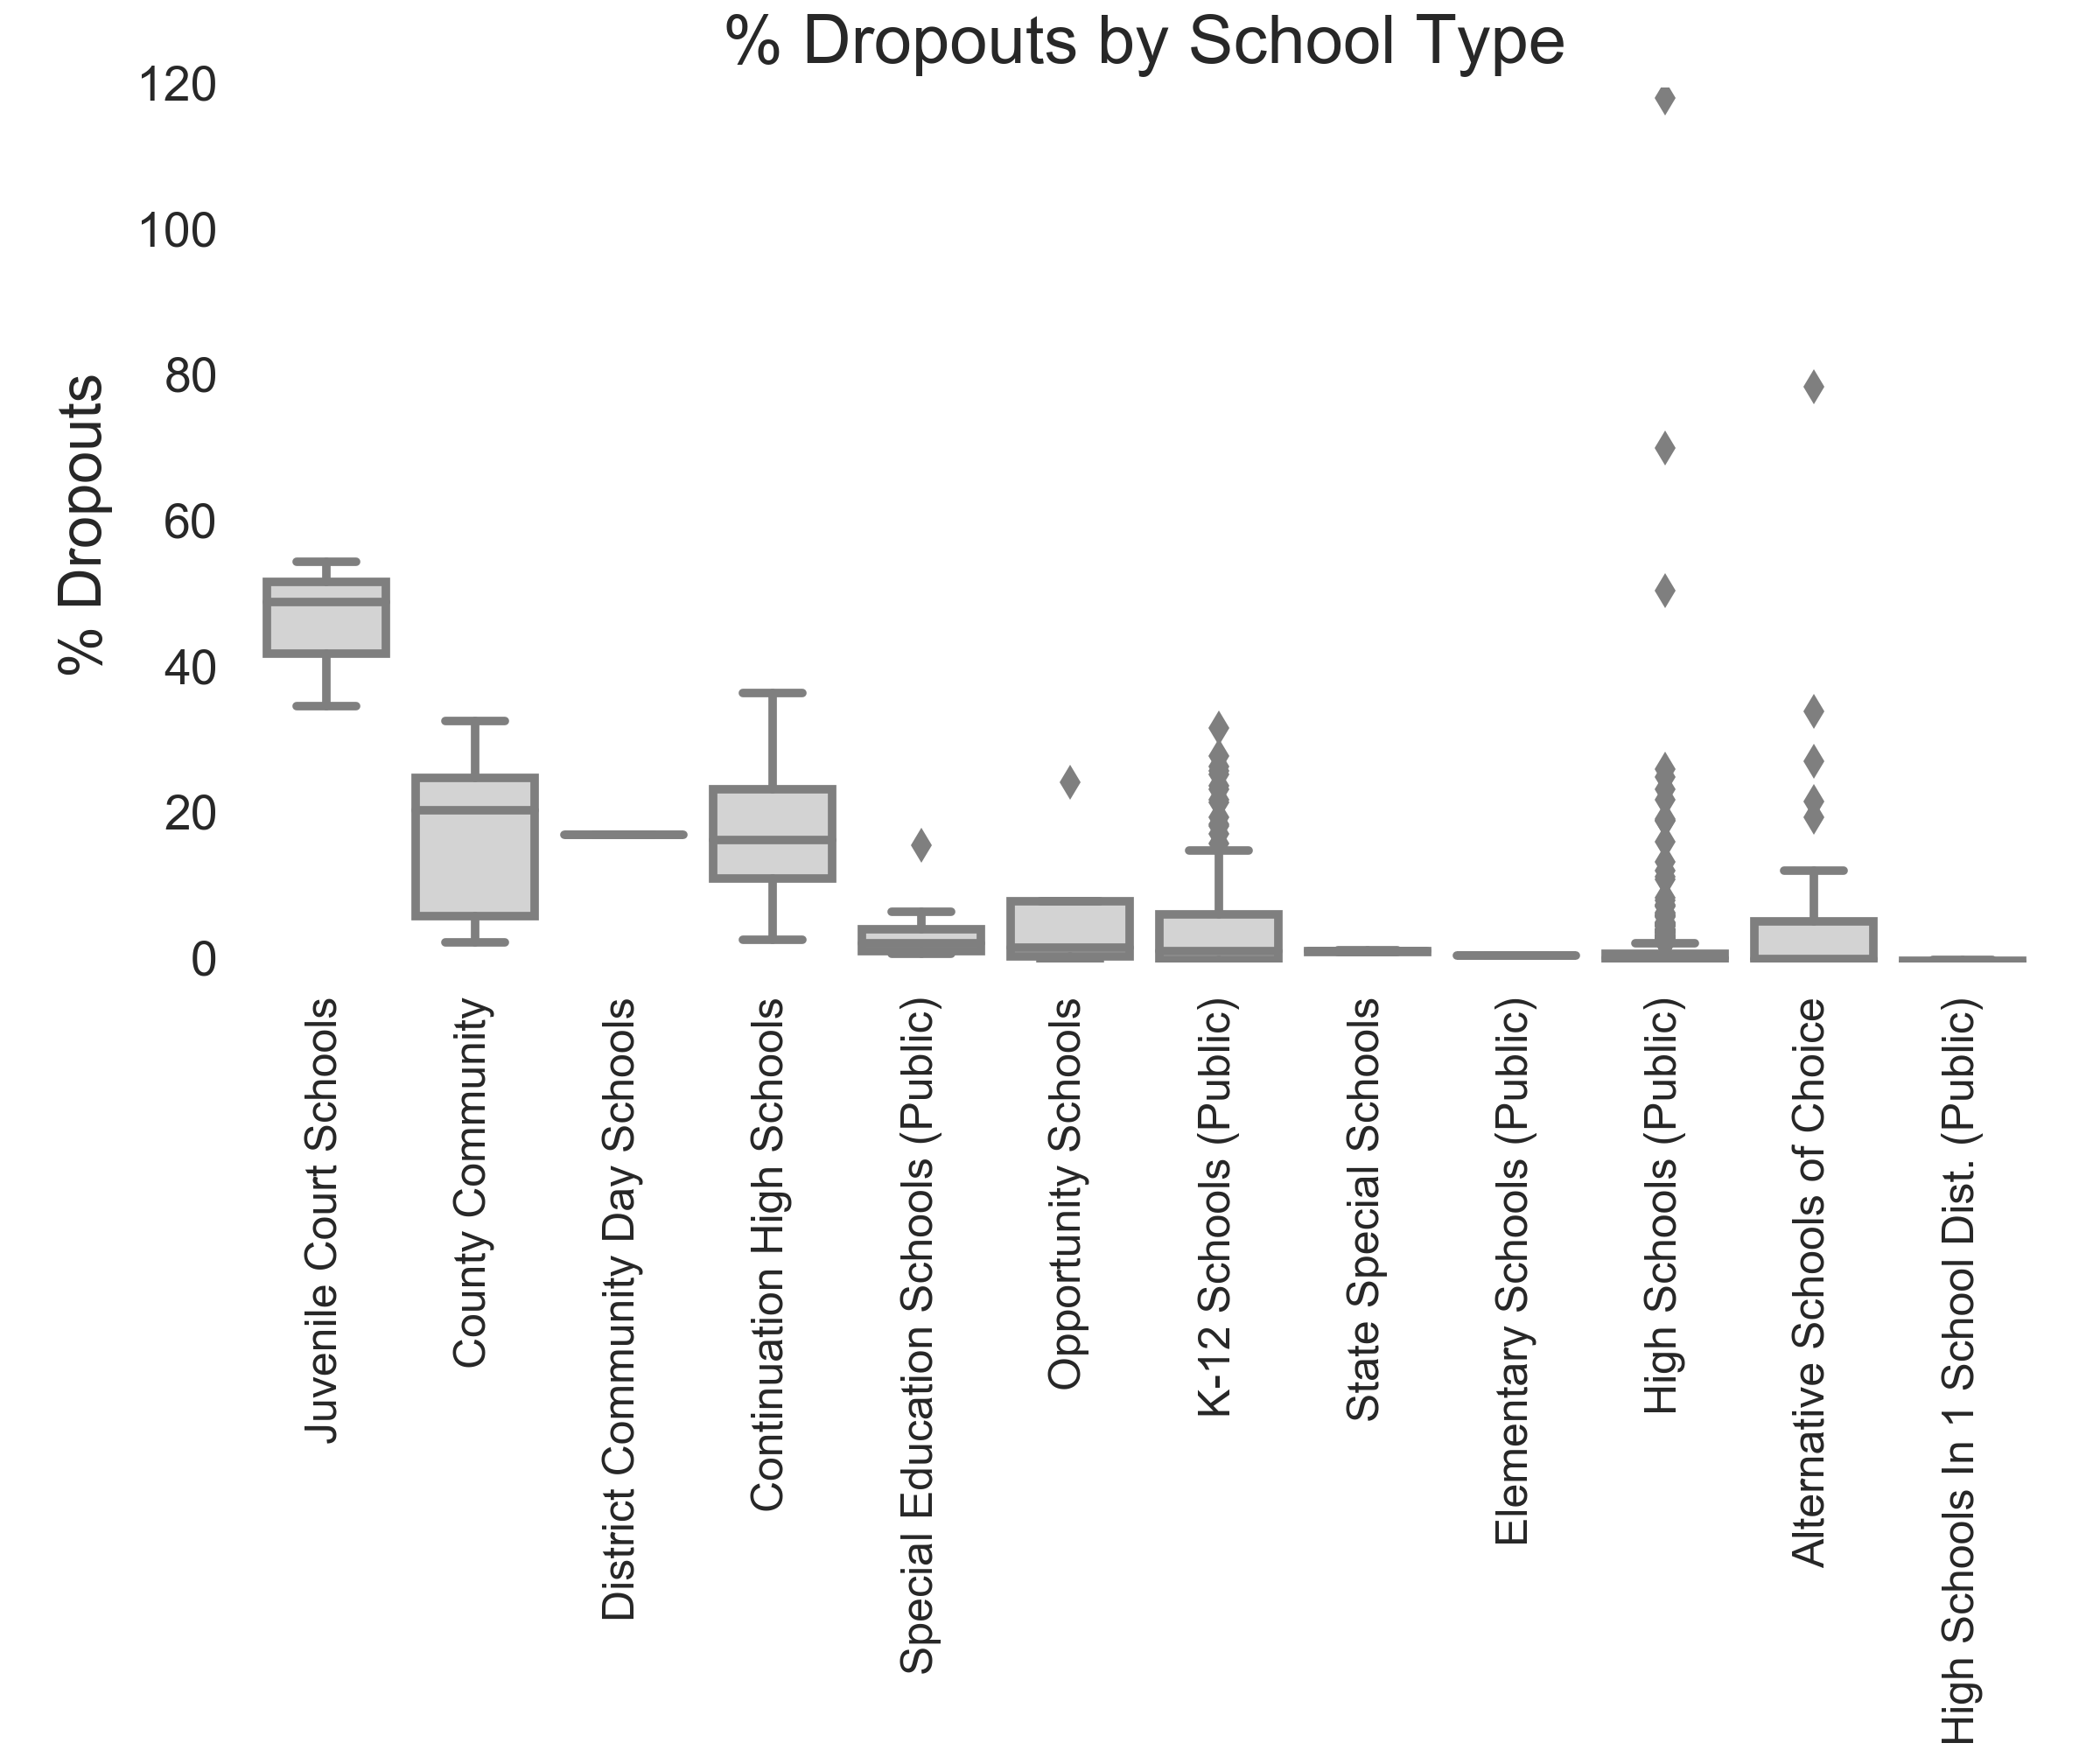 % Dropouts by School Type
% Dropouts
120
100
80
60
40
20
0
Juvenile Court Schools
County Community
District Community Day Schools
Continuation High Schools
Special Education Schools (Public)
Opportunity Schools
K-12 Schools (Public)
State Special Schools
Elementary Schools (Public)
High Schools (Public)
Alternative Schools of Choice
High Schools In 1 School Dist. (Public)